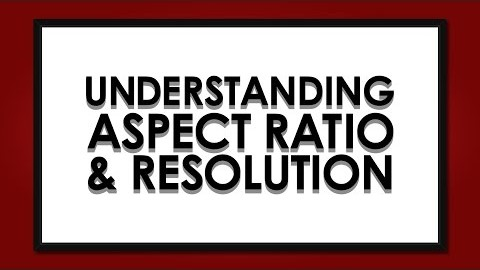 UNDERSTANDING
ASPECT RATIO
& RESOLUTION